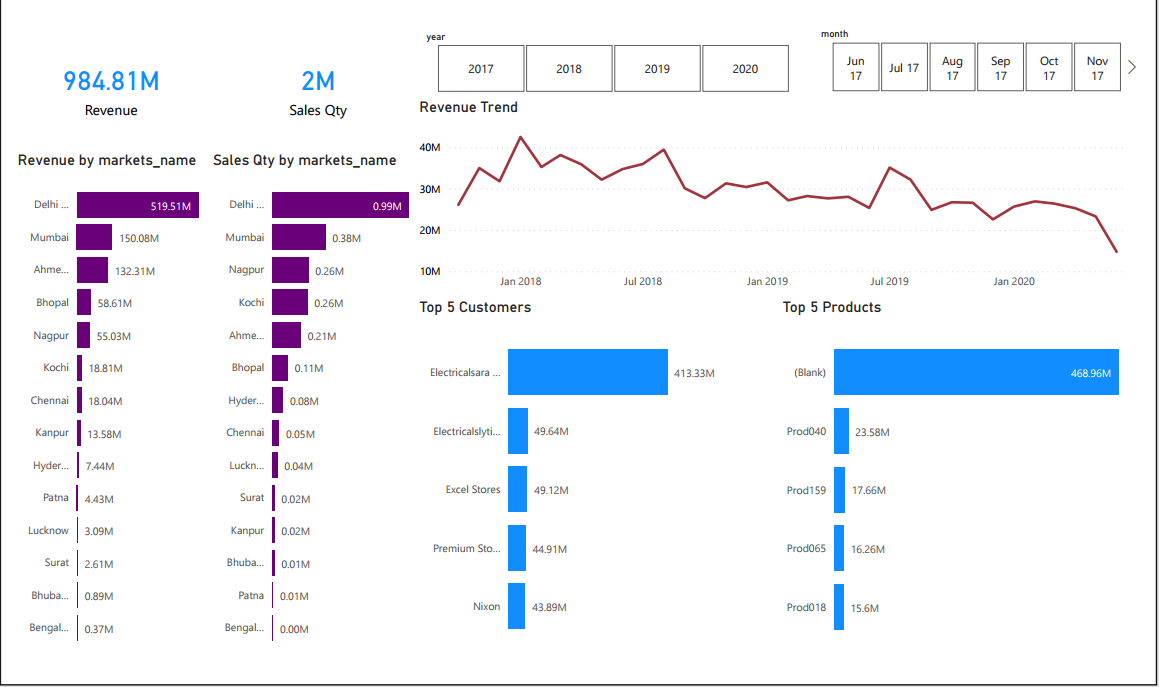 984.81M
Revenue
2M
Sales Qty
year
2017
2018
2019
2020
month
Jun
17
Jul 17
Aug
17
Sep
17
Oct
17
Nov
17
Revenue by markets_name
Delhi ...
519.51M
Mumbai
150.08M
Ahme...
132.31M
Bhopal
58.61M
Nagpur
55.03M
Kochi
18.81M
Chennai
18.04M
Kanpur
13.58M
Hyder...
7.44M
Patna
4.43M
Lucknow
3.09M
Surat
2.61M
Bhuba...
0.89M
Bengal...
0.37M
Sales Qty by markets_name
Delhi ...
0.99M
Mumbai
0.38M
Nagpur
0.26M
Kochi
0.26M
Ahme...
0.21M
Bhopal
0.11M
Hyder...
0.08M
Chennai
0.05M
Luckn...
0.04M
Surat
0.02M
Kanpur
0.02M
Bhuba...
0.01M
Patna
0.01M
Bengal...
0.00M
Revenue Trend
40M
30M
20M
10M
Jan 2018
Jul 2018
Jan 2019
Jul 2019
Jan 2020
Top 5 Customers
Electricalsara ...
413.33M
Electricalslyti...
49.64M
Excel Stores
49.12M
Premium Sto...
44.91M
Nixon
43.89M
Top 5 Products
(Blank)
468.96M
Prod040
23.58M
Prod159
17.66M
Prod065
16.26M
Prod018
15.6M